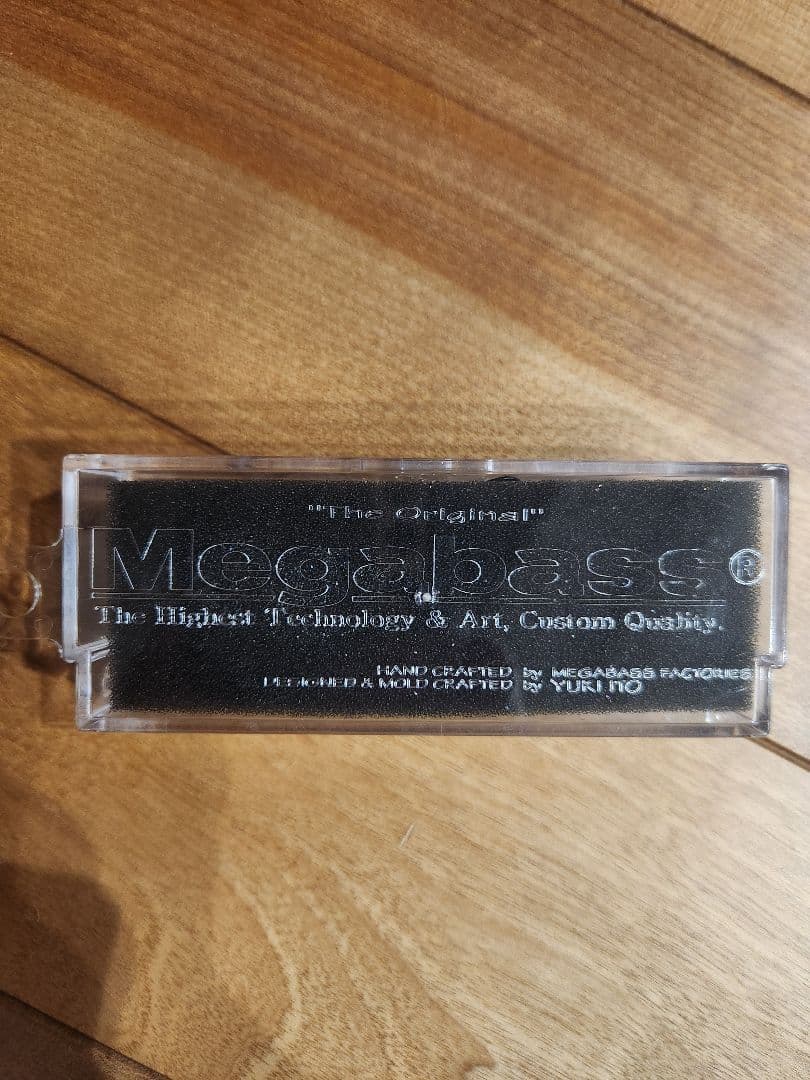 "The Original"
Megabass®
The Highest Technology & Art, Custom Quality.
HAND CRAFTED by MEGABASS FACTORIES
DESIGNED & MOLD CRAFTED by YUKI ITO